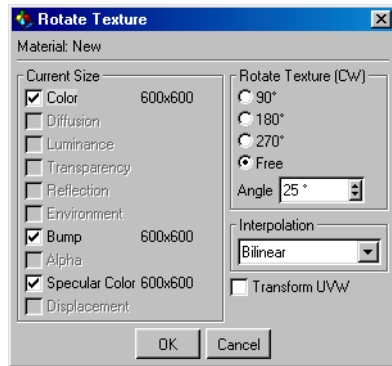 Rotate Texture
Material: New
Current Size
Color 600x600
Diffusion
Luminance
Transparency
Reflection
Environment
Bump 600x600
Alpha
Specular Color 600x600
Displacement
Rotate Texture (CW)
90°
180°
270°
Free
Angle 25 °
Interpolation
Bilinear
Transform UVW
OK
Cancel